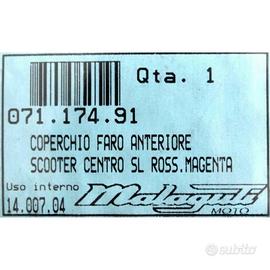 Qta. 1
071.174.91
COPERCHIO FARO ANTERIORE
SCOOTER CENTRO SL ROSS.MAGENTA
Uso interno
14.007.04
Malaguti
MOTO
subito